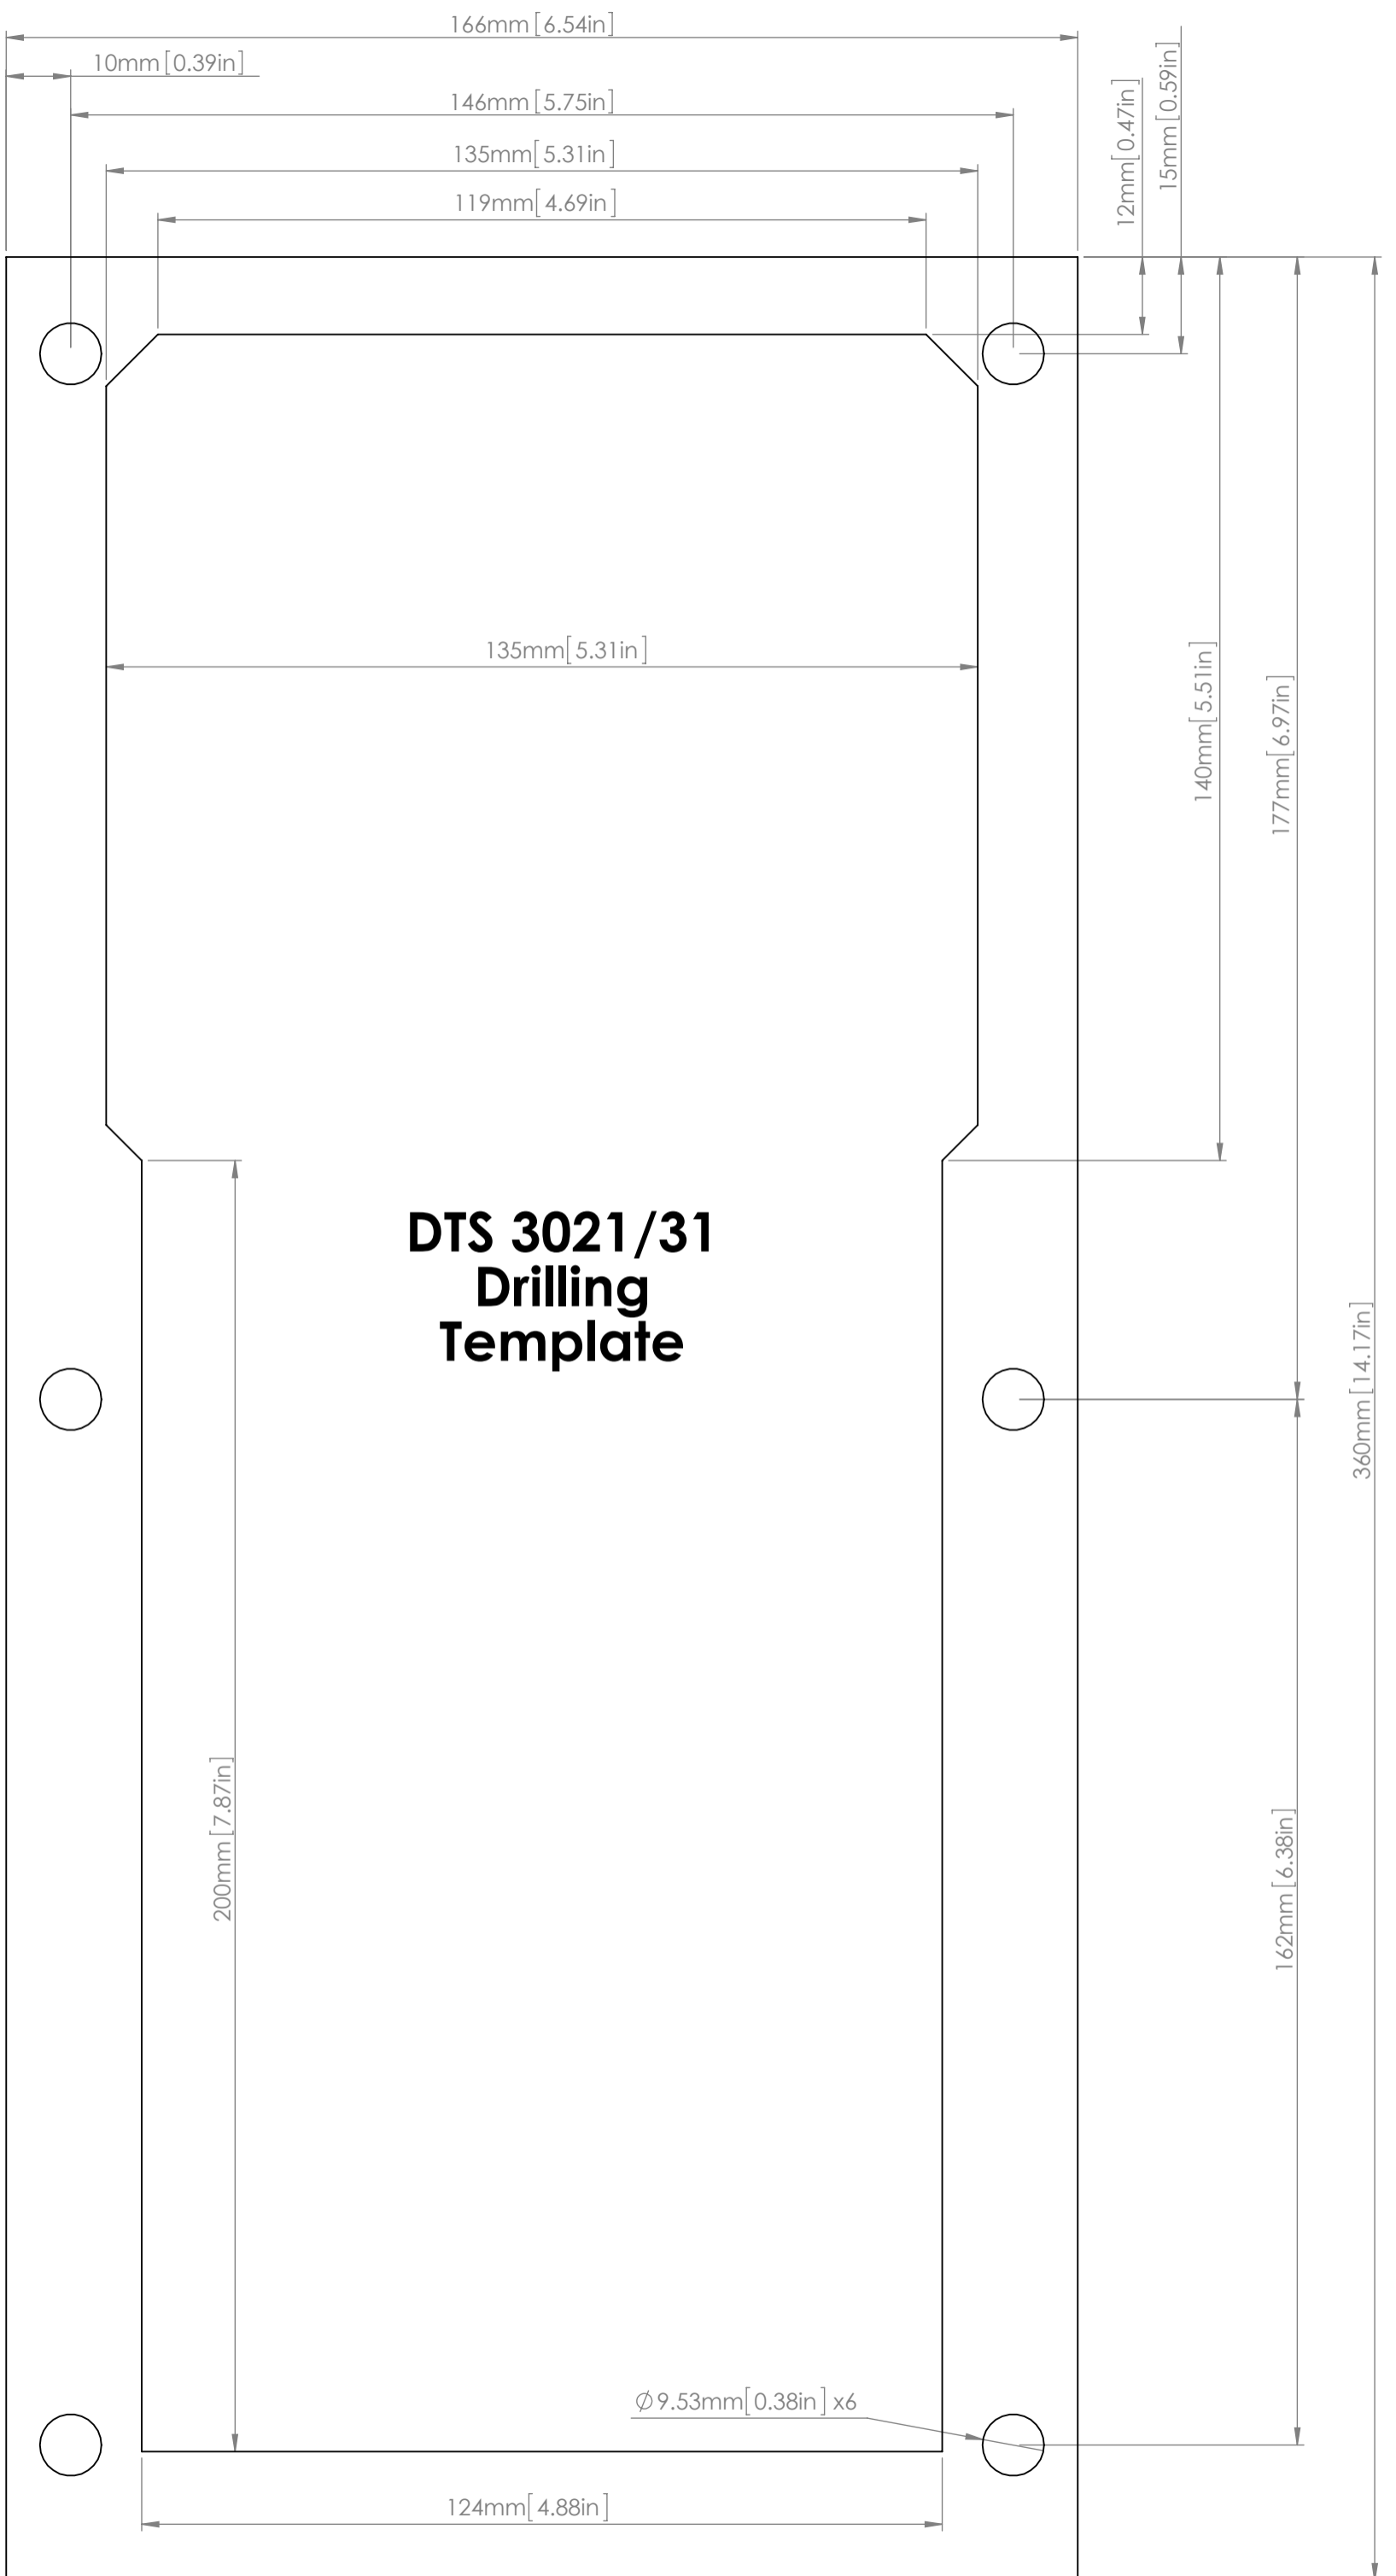 166mm[6.54in]
10mm[0.39in]
146mm[5.75in]
135mm[5.31in]
119mm[4.69in]
12mm[0.47in]
15mm[0.59in]
135mm[5.31in]
140mm[5.51in]
177mm[6.97in]
DTS 3021/31
Drilling
Template
360mm[14.17in]
200mm[7.87in]
162mm[6.38in]
Ø9.53mm[0.38in] x6
124mm[4.88in]